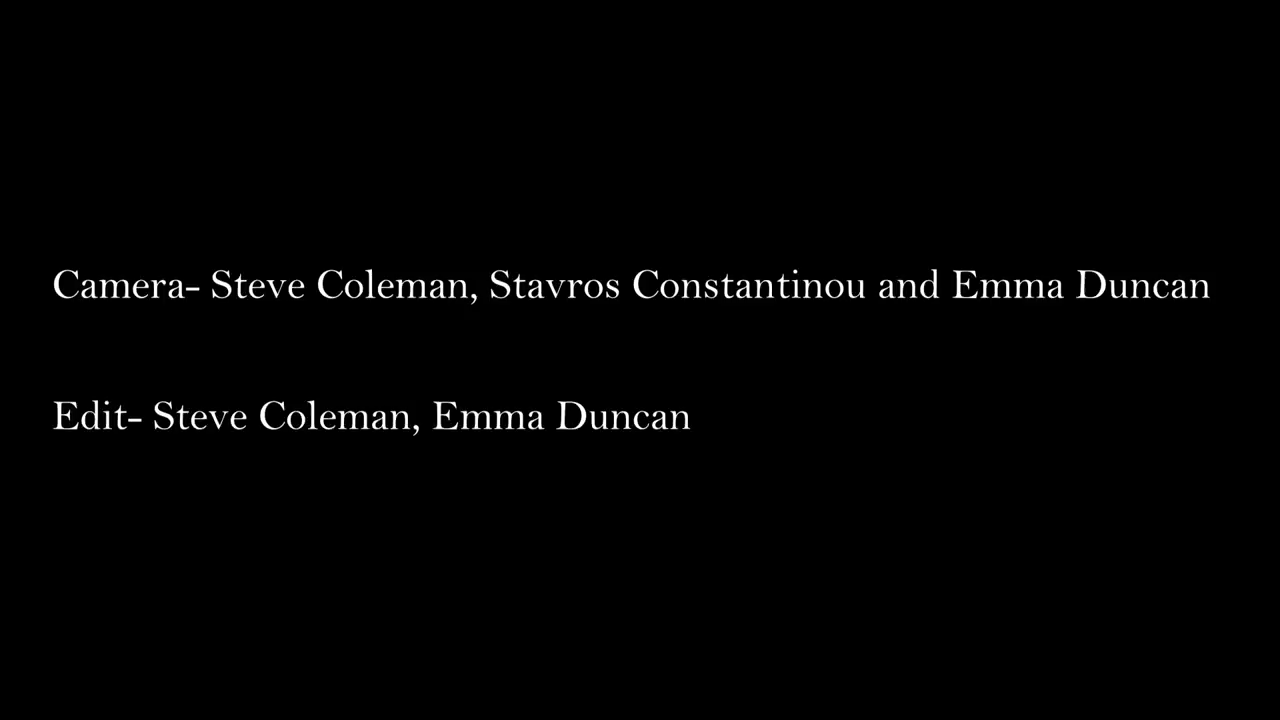 Camera- Steve Coleman, Stavros Constantinou and Emma Duncan
Edit- Steve Coleman, Emma Duncan